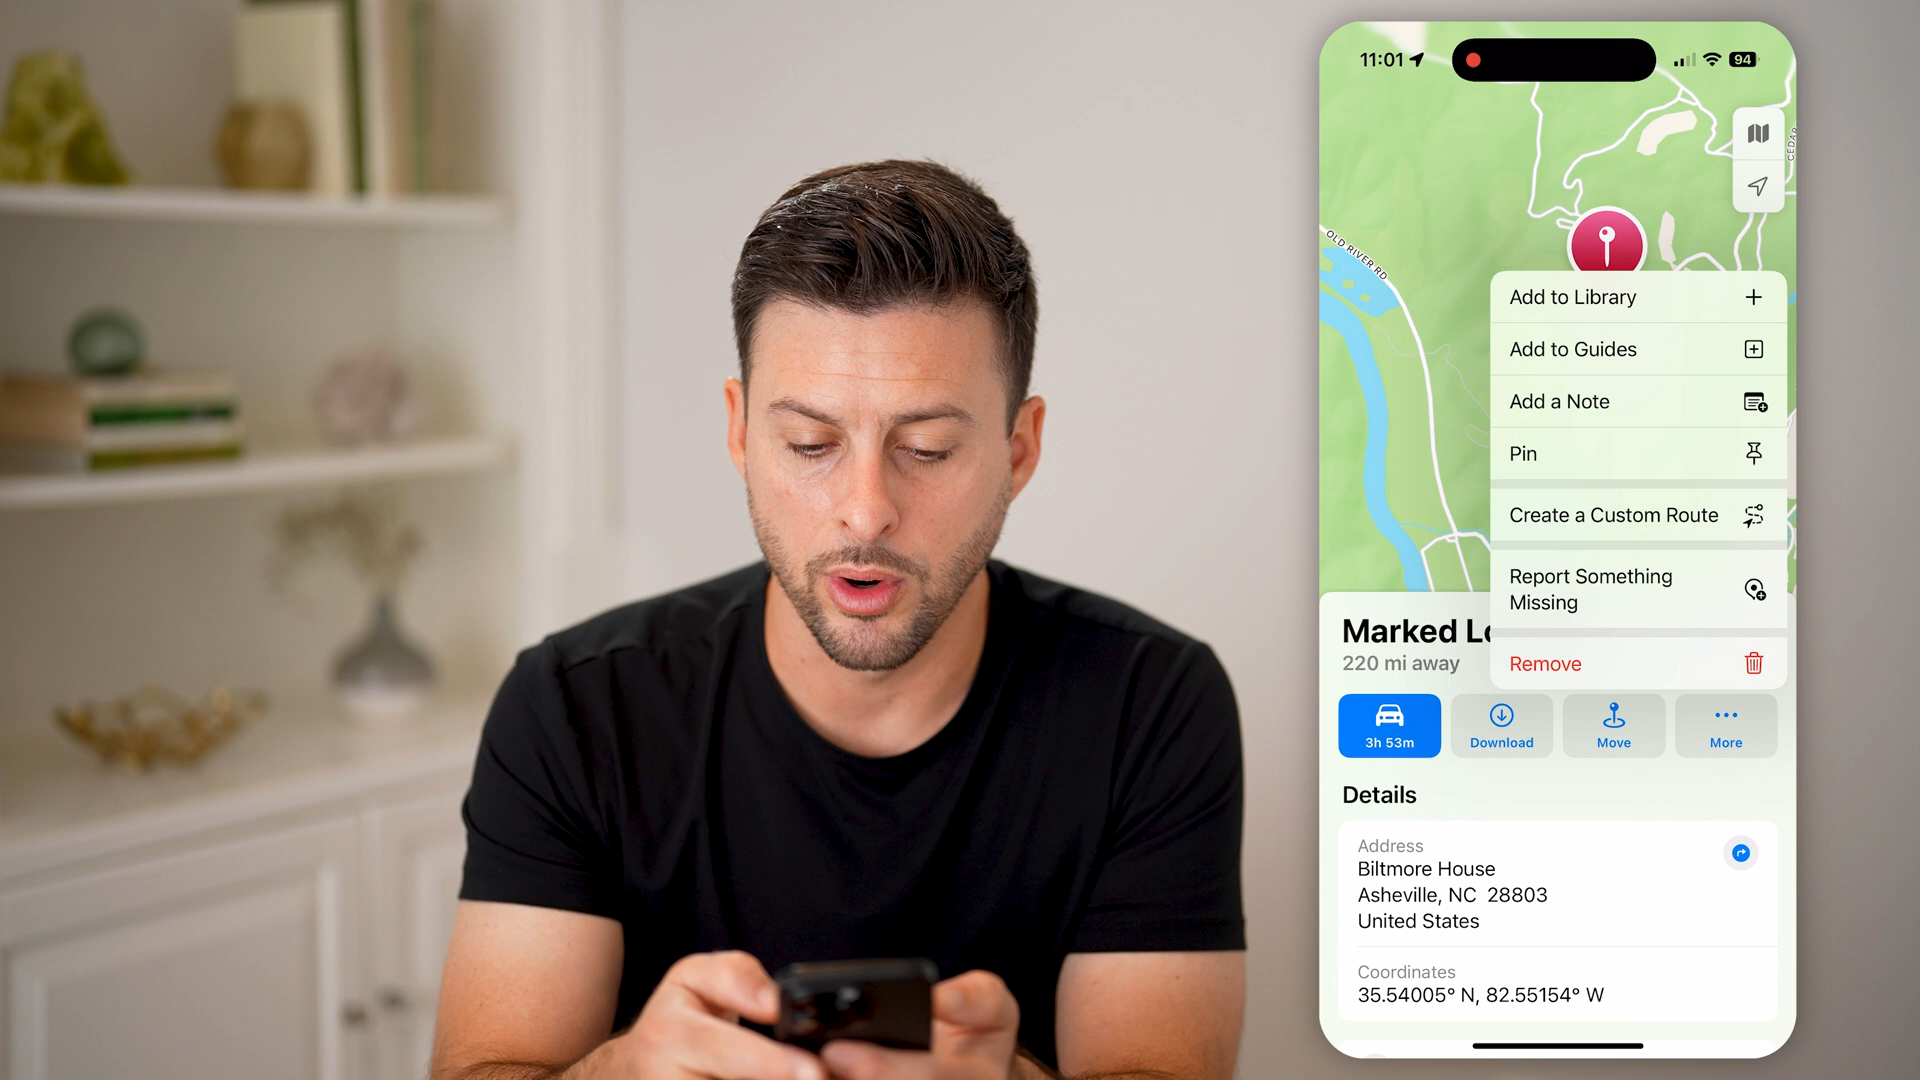 11:01
94
CEDAR
OLD RIVER RD
Add to Library
Add to Guides
Add a Note
Pin
Create a Custom Route
Report Something
Missing
Remove
Marked Lo
220 mi away
3h 53m
Download
Move
More
Details
Address
Biltmore House
Asheville, NC 28803
United States
Coordinates
35.54005° N, 82.55154° W